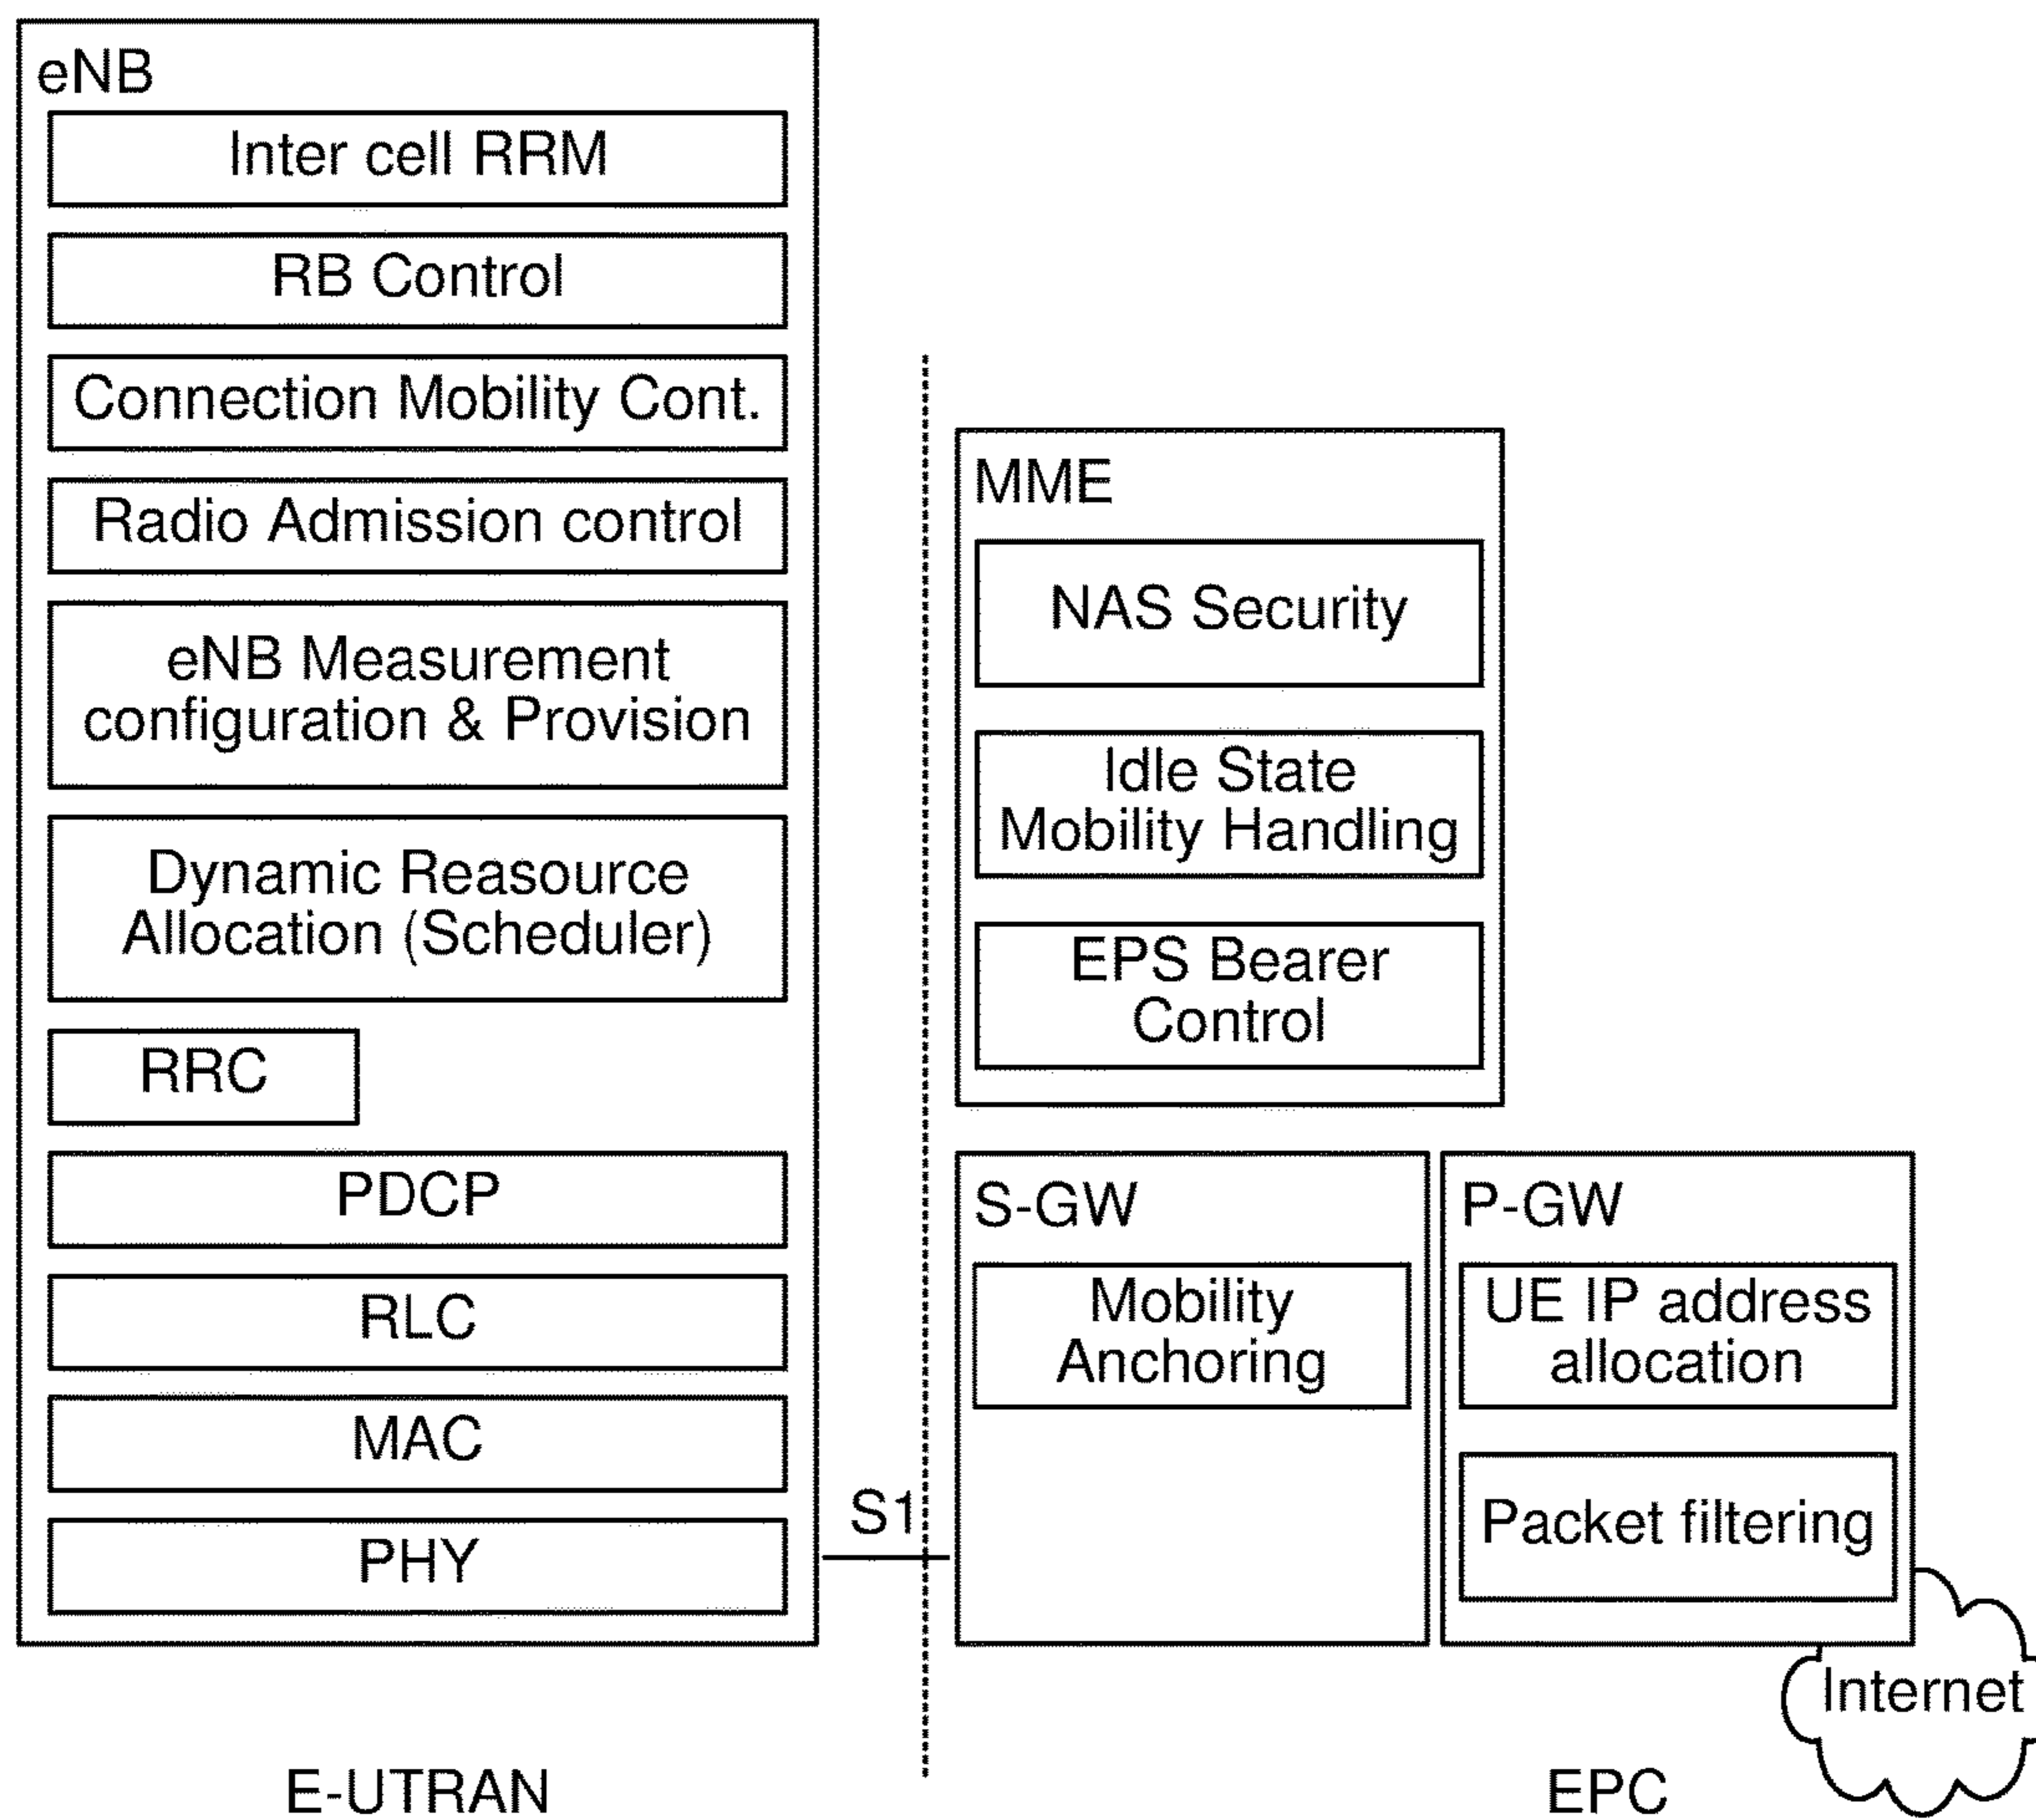 eNB
Inter cell RRM
RB Control
Connection Mobility Cont.
Radio Admission control
eNB Measurement
configuration & Provision
Dynamic Reasource
Allocation (Scheduler)
RRC
PDCP
RLC
MAC
PHY
S1
MME
NAS Security
Idle State
Mobility Handling
EPS Bearer
Control
S-GW
Mobility
Anchoring
P-GW
UE IP address
allocation
Packet filtering
Internet
E-UTRAN
EPC